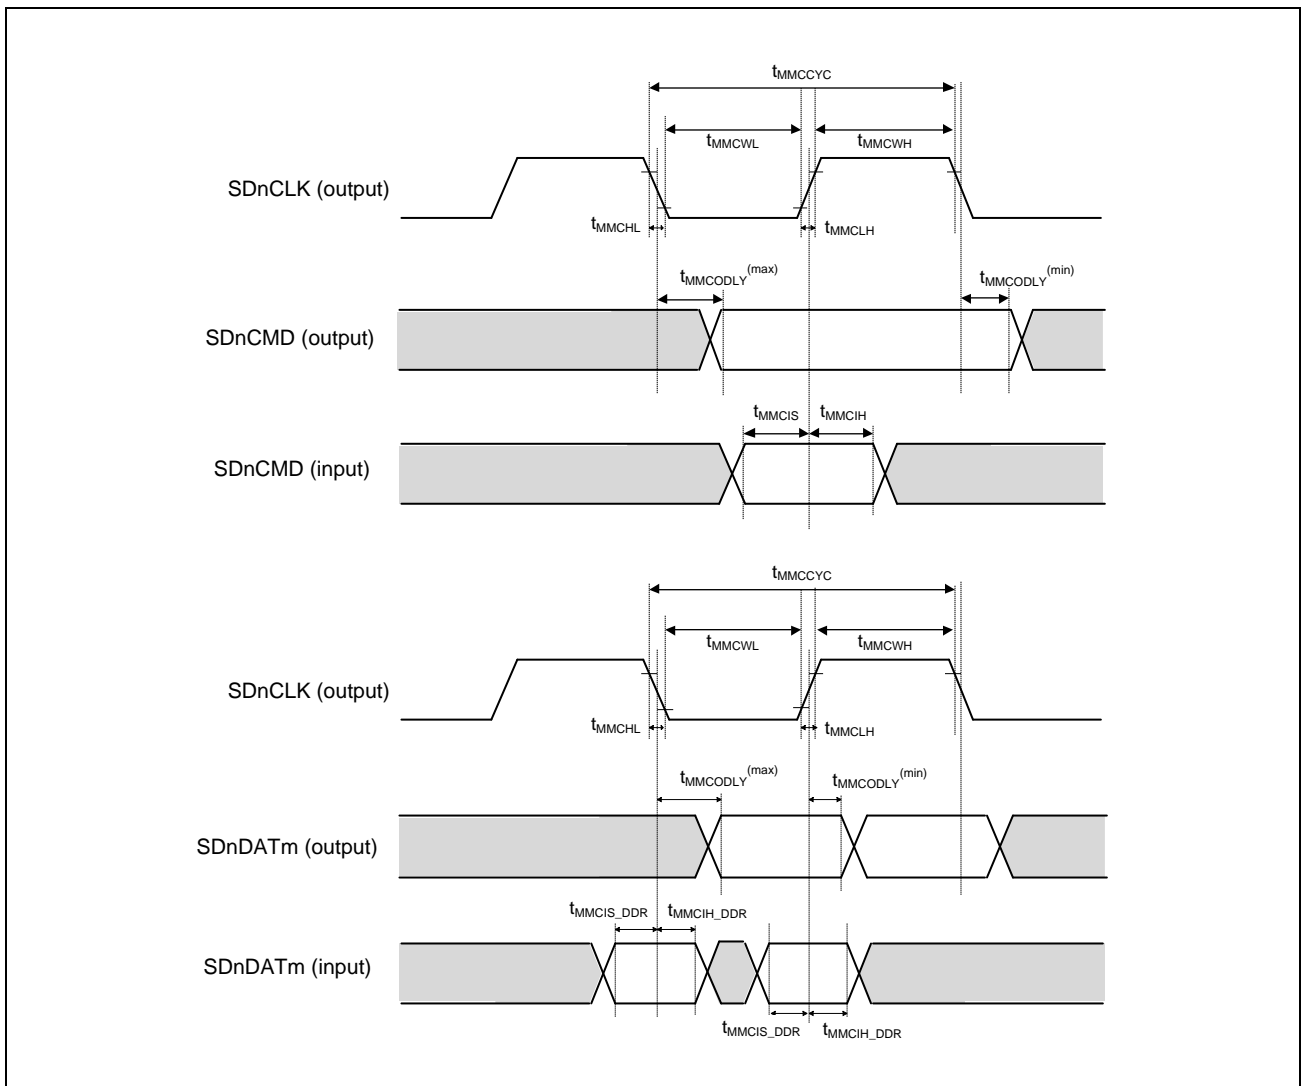 tMMCCYC
tMMCWL tMMCWH
SDnCLK (output)
tMMCHL tMMCLH
tMMCODLY(max) tMMCODLY(min)
SDnCMD (output)
tMMCIS tMMCIH
SDnCMD (input)
tMMCCYC
tMMCWL tMMCWH
SDnCLK (output)
tMMCHL tMMCLH
tMMCODLY(max) tMMCODLY(min)
SDnDATm (output)
tMMCIS_DDR tMMCIH_DDR
SDnDATm (input)
tMMCIS_DDR tMMCIH_DDR